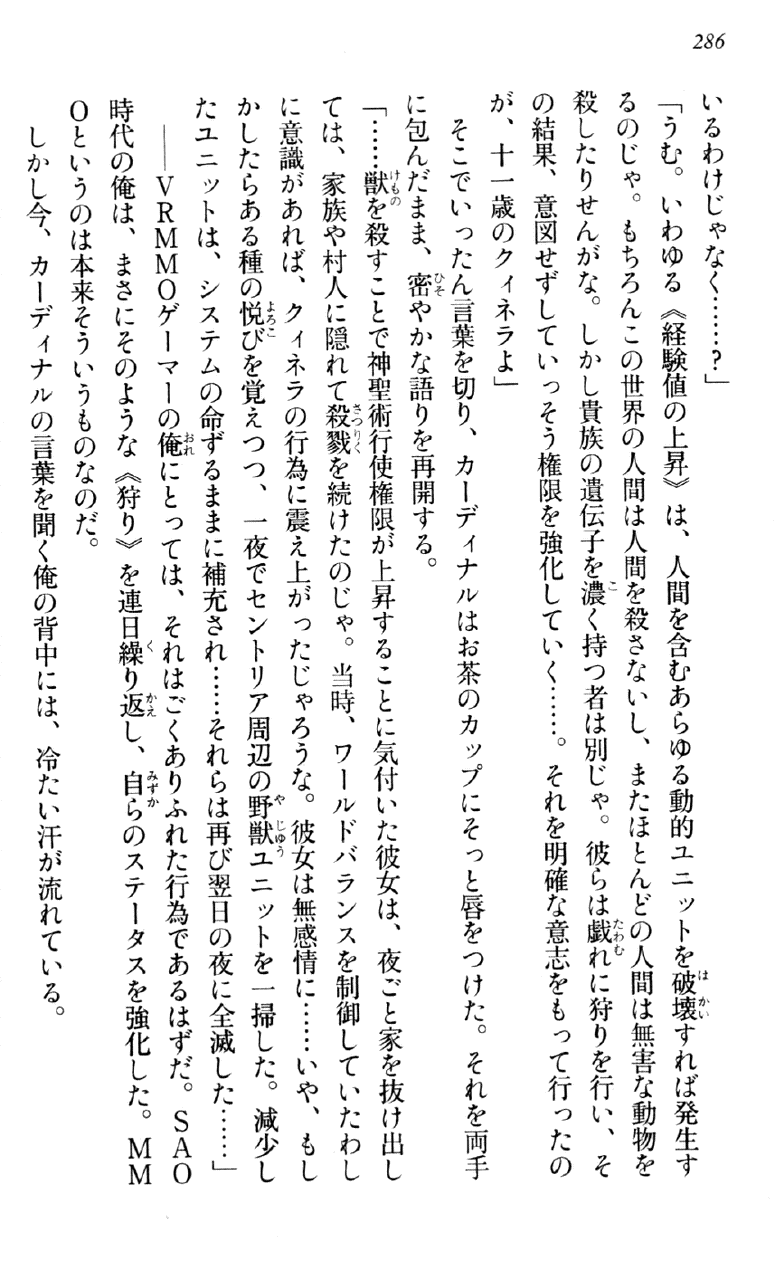 286
いるわけじゃなく……？」
「うむ。いわゆる《経験値の上昇》は、人間を含むあらゆる動的ユニットを破壊すれば発生す
るのじゃ。もちろんこの世界の人間は人間を殺さないし、またほとんどの人間は無害な動物を
殺したりせんがな。しかし貴族の遺伝子を濃く持つ者は別じゃ。彼らは戯れに狩りを行い、そ
の結果、意図せずしていっそう権限を強化していく……。それを明確な意志をもって行ったの
が、十一歳のクィネラよ」
そこでいったん言葉を切り、カーディナルはお茶のカップにそっと唇をつけた。それを両手
に包んだまま、密やかな語りを再開する。
「……獣を殺すことで神聖術行使権限が上昇することに気付いた彼女は、夜ごと家を抜け出し
ては、家族や村人に隠れて殺戮を続けたのじゃ。当時、ワールドバランスを制御していたわし
に意識があれば、クィネラの行為に震え上がったじゃろうな。彼女は無感情に……いや、もし
かしたらある種の悦びを覚えつつ、一夜でセントリア周辺の野獣ユニットを一掃した。減少し
たユニットは、システムの命ずるままに補充され……それらは再び翌日の夜に全滅した……」
――ＶＲＭＭＯゲーマーの俺にとっては、それはごくありふれた行為であるはずだ。ＳＡＯ
時代の俺は、まさにそのような《狩り》を連日繰り返し、自らのステータスを強化した。ＭＭ
Ｏというのは本来そういうものなのだ。
しかし今、カーディナルの言葉を聞く俺の背中には、冷たい汗が流れている。